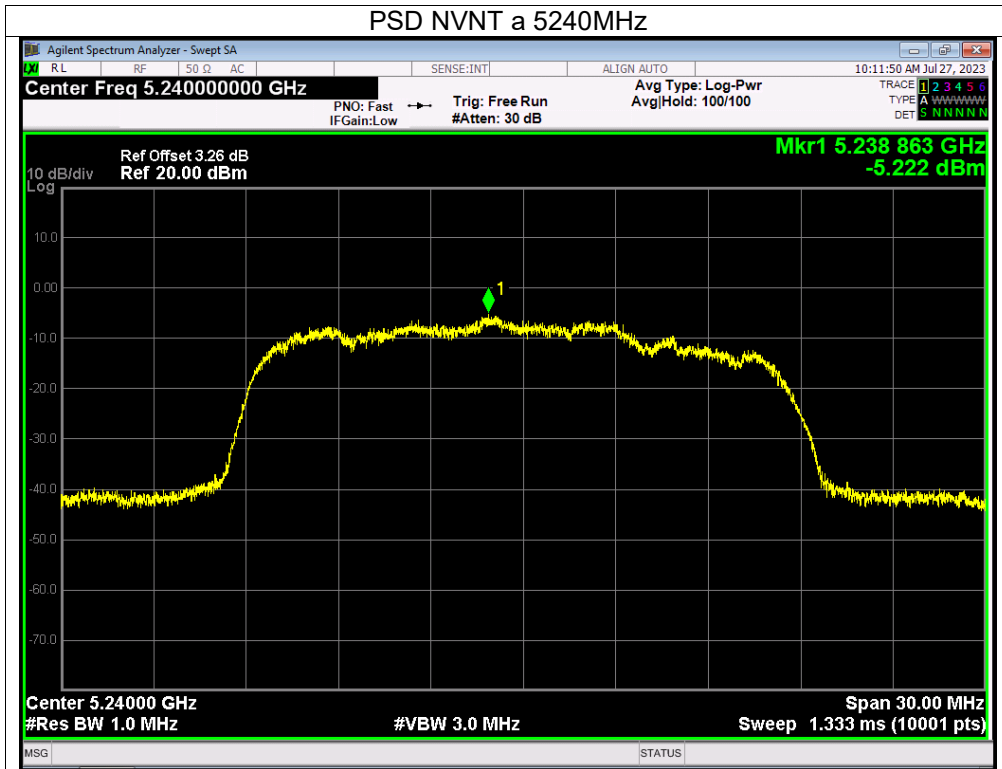 PSD NVNT a 5240MHz
Agilent Spectrum Analyzer - Swept SA
LXI RL RF 50 Ω AC SENSE:INT ALIGN AUTO 10:11:50 AM Jul 27, 2023
Center Freq 5.240000000 GHz Avg Type: Log-Pwr TRACE 1 2 3 4 5 6
PNO: Fast Trig: Free Run Avg|Hold: 100/100 TYPE A WWWWW
IFGain:Low #Atten: 30 dB DET S N N N N N
Mkr1 5.238 863 GHz
Ref Offset 3.26 dB
10 dB/div Ref 20.00 dBm -5.222 dBm
Log
10.0
0.00
1
-10.0
-20.0
-30.0
-40.0
-50.0
-60.0
-70.0
Center 5.24000 GHz Span 30.00 MHz
#Res BW 1.0 MHz #VBW 3.0 MHz Sweep 1.333 ms (10001 pts)
MSG STATUS